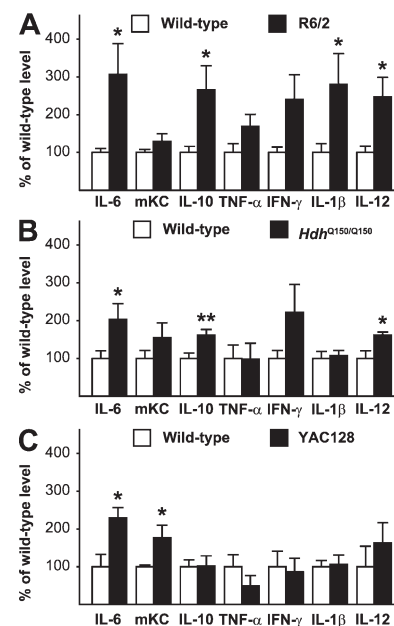 A
Wild-type R6/2
% of wild-type level
400
300
200
100
* * * *
IL-6 mKC IL-10 TNF-α IFN-γ IL-1β IL-12
B
Wild-type HdhQ150/Q150
% of wild-type level
400
300
200
100
* ** *
IL-6 mKC IL-10 TNF-α IFN-γ IL-1β IL-12
C
Wild-type YAC128
% of wild-type level
400
300
200
100
* *
IL-6 mKC IL-10 TNF-α IFN-γ IL-1β IL-12